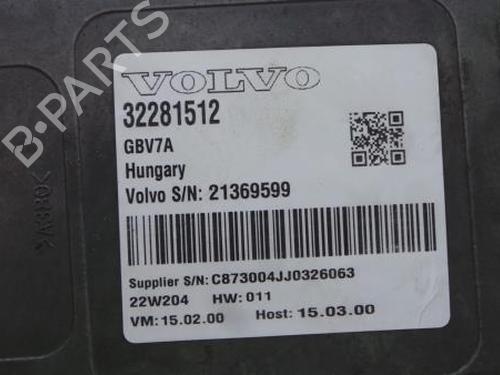 VOLVO
32281512
GBV7A
Hungary
Volvo S/N: 21369599
Supplier S/N: C873004JJ0326063
22W204 HW: 011
VM: 15.02.00 Host: 15.03.00
B-PARTS